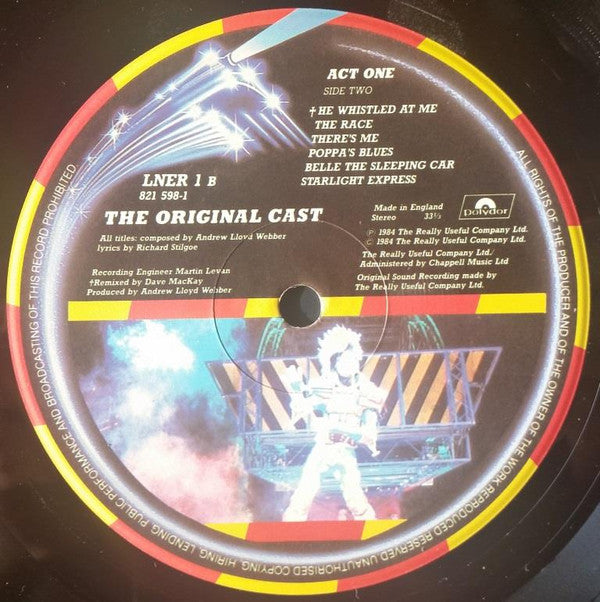 ACT ONE
SIDE TWO
†HE WHISTLED AT ME
THE RACE
THERE'S ME
POPPA'S BLUES
BELLE THE SLEEPING CAR
STARLIGHT EXPRESS
LNER 1 B
821 598-1
THE ORIGINAL CAST
All titles: composed by Andrew Lloyd Webber
lyrics by Richard Stilgoe
Recording Engineer Martin Levan
†Remixed by Dave MacKay
Produced by Andrew Lloyd Webber
Made in England
Stereo 33⅓
polydor
Ⓟ 1984 The Really Useful Company Ltd.
© 1984 The Really Useful Company Ltd.
The Really Useful Company Ltd./
Administered by Chappell Music Ltd
Original Sound Recording made by
The Really Useful Company Ltd.
ALL RIGHTS OF THE PRODUCER AND OF THE OWNER OF THE WORK REPRODUCED RESERVED UNAUTHORISED COPYING, HIRING, LENDING, PUBLIC PERFORMANCE AND BROADCASTING OF THIS RECORD PROHIBITED